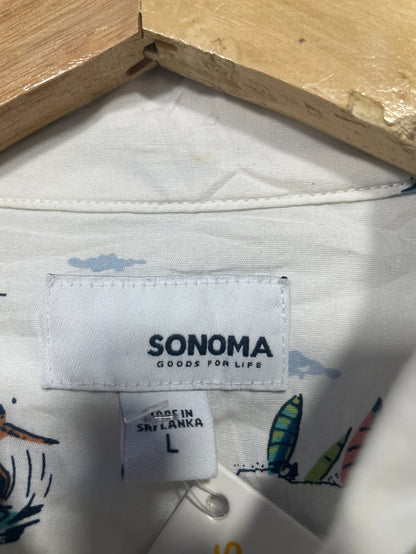 SONOMA
GOODS FOR LIFE
MADE IN
SRI LANKA
L